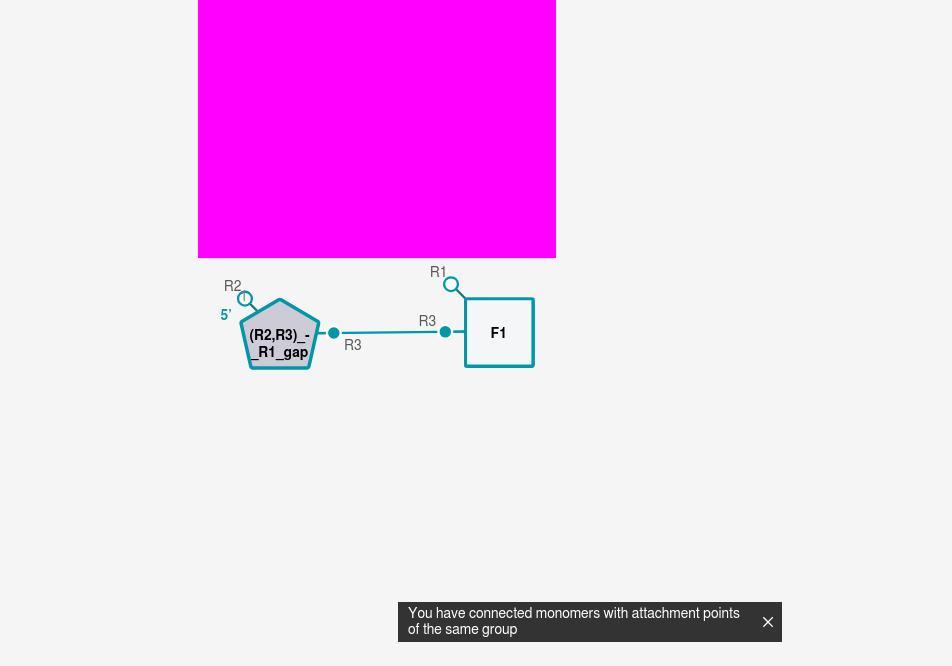 R1
R2
5’
R3
(R2,R3)_-
_R1_gap
F1
R3
You have connected monomers with attachment points
of the same group